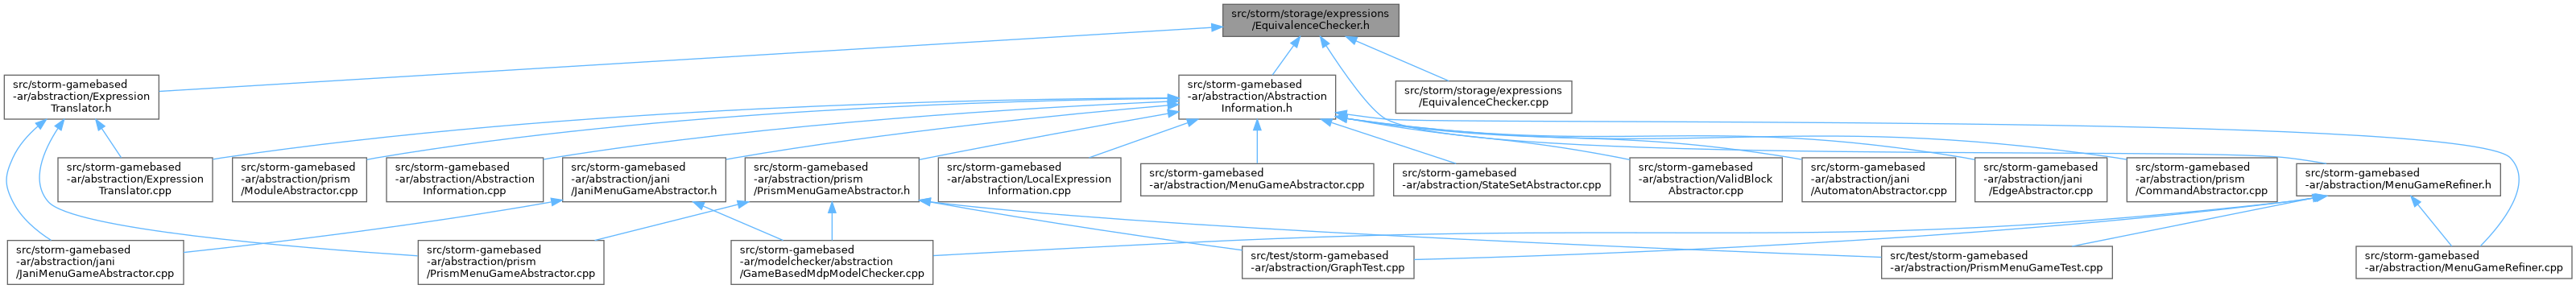 src/storm/storage/expressions
/EquivalenceChecker.h
src/storm-gamebased
-ar/abstraction/Expression
Translator.h
src/storm-gamebased
-ar/abstraction/Abstraction
Information.h
src/storm/storage/expressions
/EquivalenceChecker.cpp
src/storm-gamebased
-ar/abstraction/Expression
Translator.cpp
src/storm-gamebased
-ar/abstraction/prism
/ModuleAbstractor.cpp
src/storm-gamebased
-ar/abstraction/Abstraction
Information.cpp
src/storm-gamebased
-ar/abstraction/jani
/JaniMenuGameAbstractor.h
src/storm-gamebased
-ar/abstraction/prism
/PrismMenuGameAbstractor.h
src/storm-gamebased
-ar/abstraction/LocalExpression
Information.cpp
src/storm-gamebased
-ar/abstraction/MenuGameAbstractor.cpp
src/storm-gamebased
-ar/abstraction/StateSetAbstractor.cpp
src/storm-gamebased
-ar/abstraction/ValidBlock
Abstractor.cpp
src/storm-gamebased
-ar/abstraction/jani
/AutomatonAbstractor.cpp
src/storm-gamebased
-ar/abstraction/jani
/EdgeAbstractor.cpp
src/storm-gamebased
-ar/abstraction/prism
/CommandAbstractor.cpp
src/storm-gamebased
-ar/abstraction/MenuGameRefiner.h
src/storm-gamebased
-ar/abstraction/jani
/JaniMenuGameAbstractor.cpp
src/storm-gamebased
-ar/abstraction/prism
/PrismMenuGameAbstractor.cpp
src/storm-gamebased
-ar/modelchecker/abstraction
/GameBasedMdpModelChecker.cpp
src/test/storm-gamebased
-ar/abstraction/GraphTest.cpp
src/test/storm-gamebased
-ar/abstraction/PrismMenuGameTest.cpp
src/storm-gamebased
-ar/abstraction/MenuGameRefiner.cpp